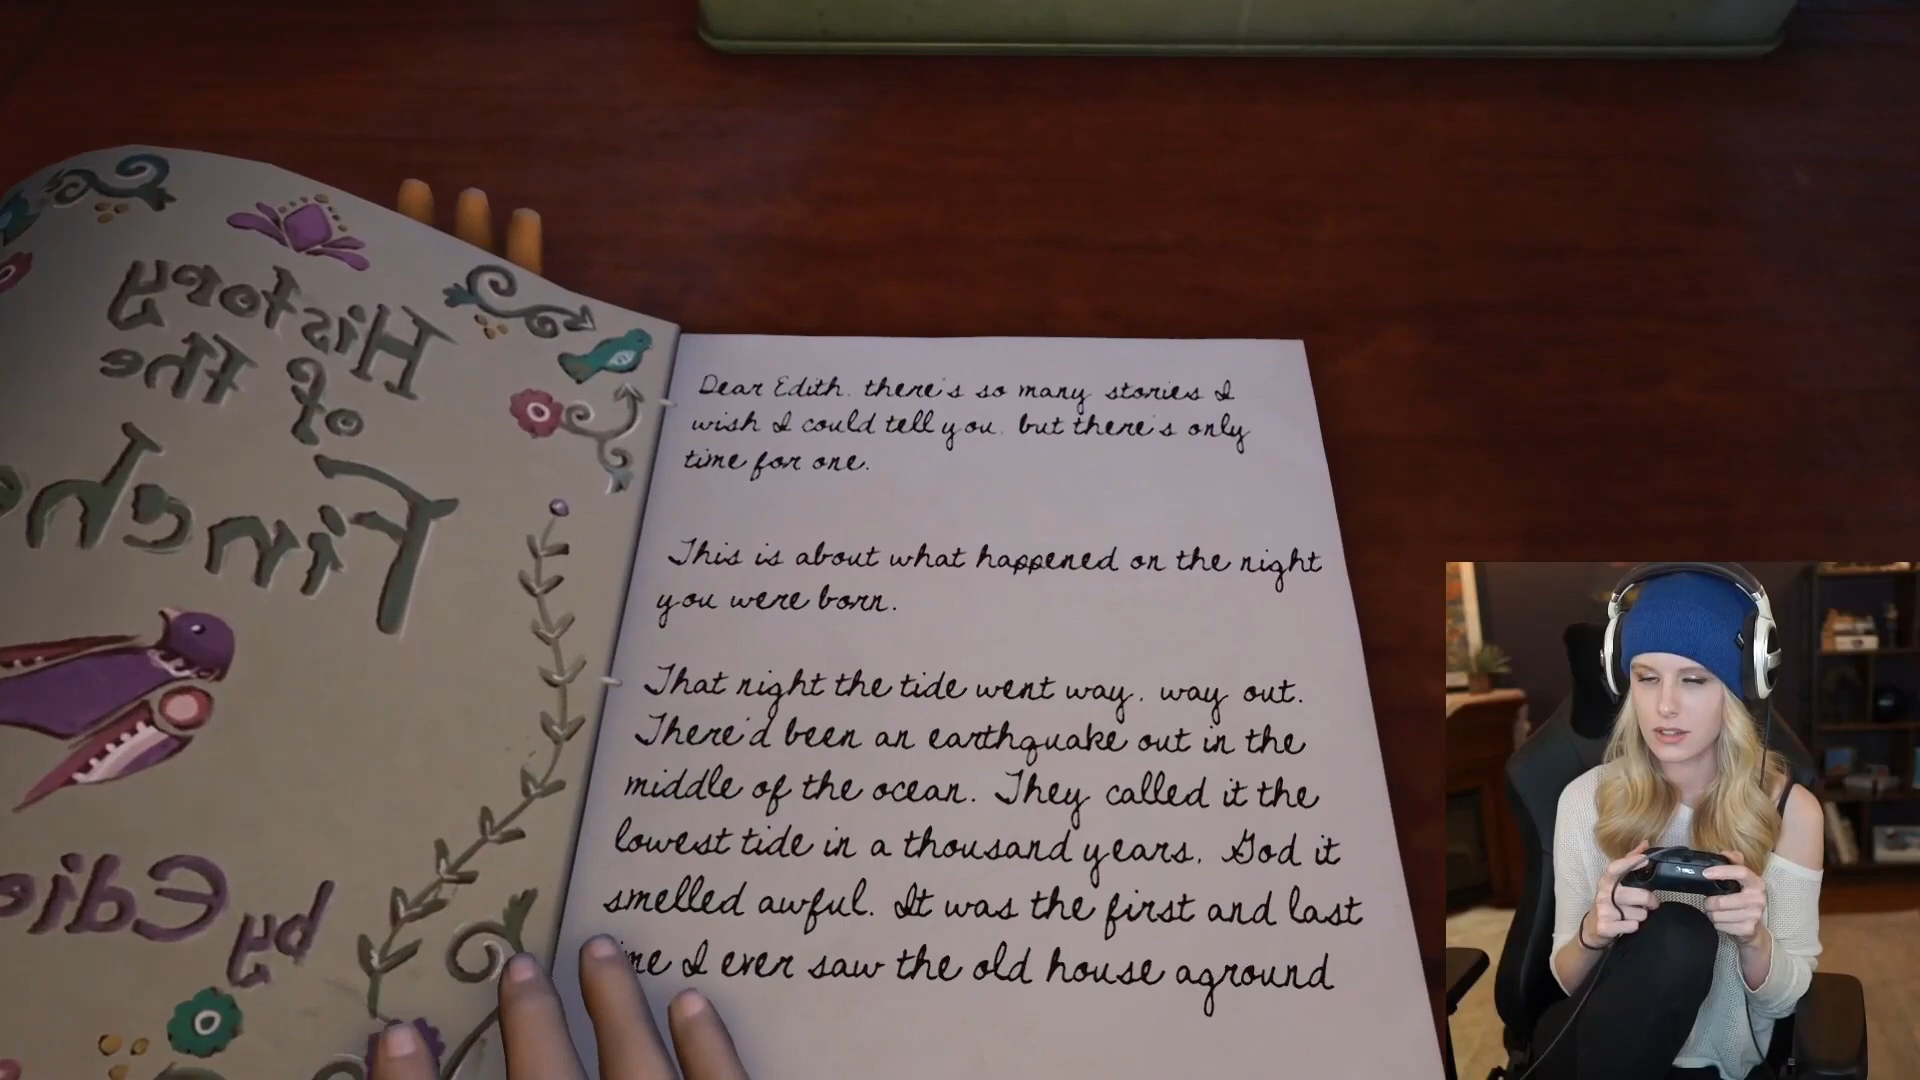 History
of the
Finche
by Edie
Dear Edith. there's so many stories I
wish I could tell you. but there's only
time for one.
This is about what happened on the night
you were born.
That night the tide went way. way out.
There'd been an earthquake out in the
middle of the ocean. They called it the
lowest tide in a thousand years. God it
smelled awful. It was the first and last
me I ever saw the old house aground